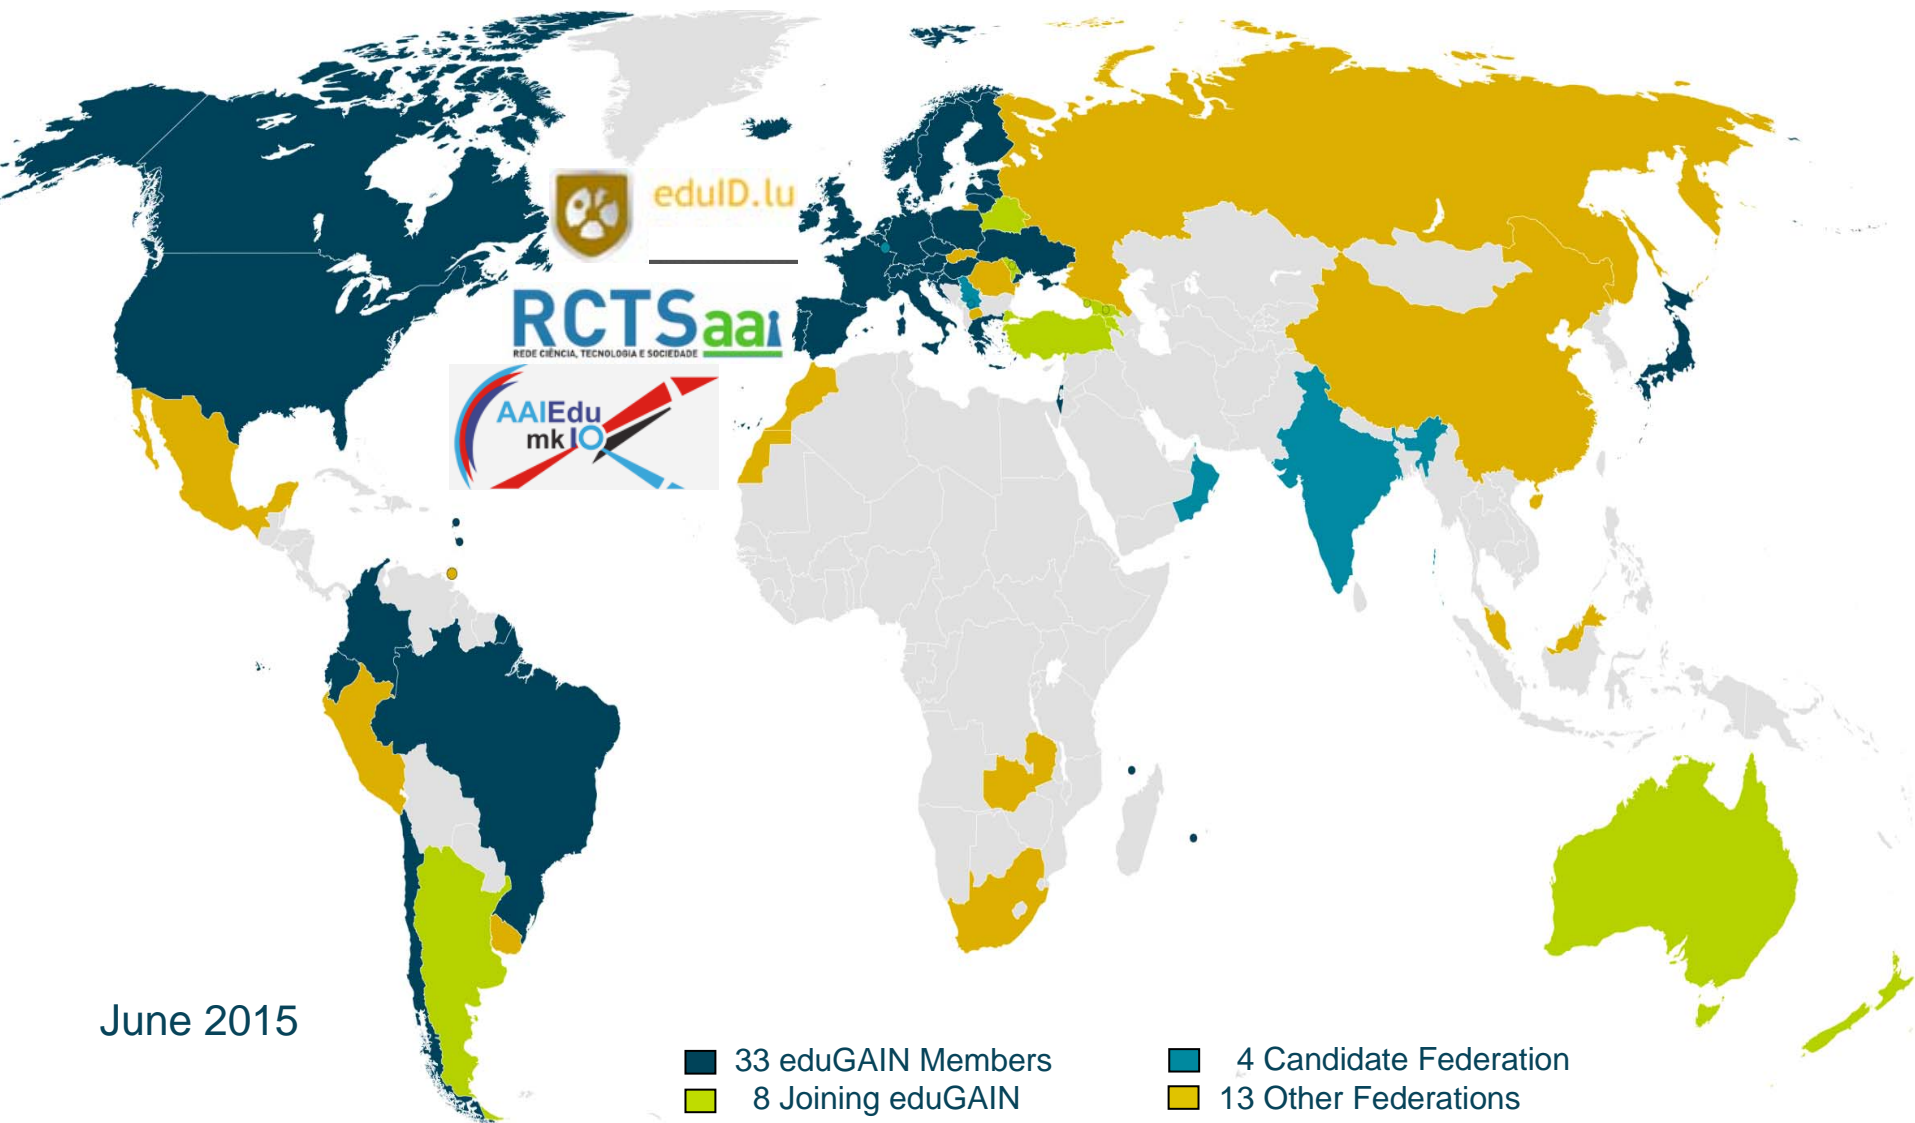 eduID.lu
RCTSaai
REDE CIÊNCIA, TECNOLOGIA E SOCIEDADE
AAIEdu
mk
June 2015
33 eduGAIN Members
4 Candidate Federation
8 Joining eduGAIN
13 Other Federations